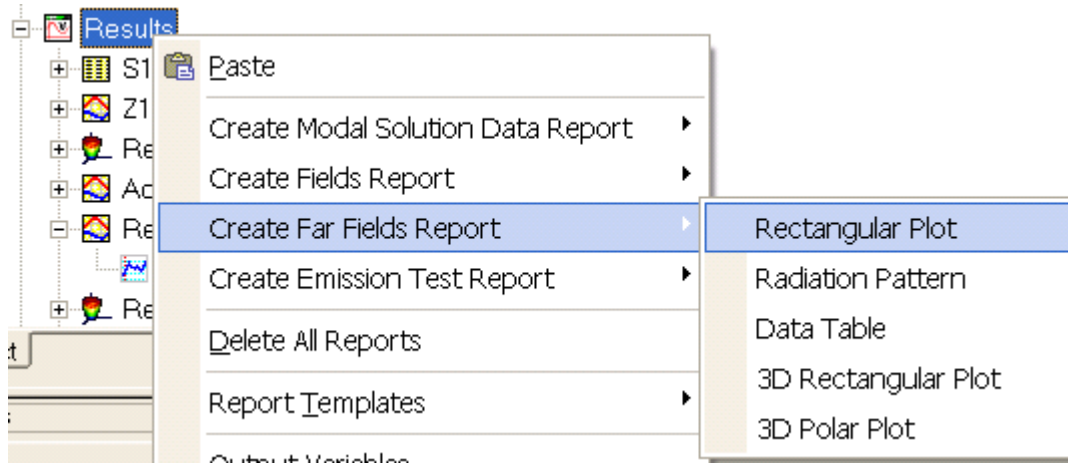 Results
S1
Z1
Re
Ac
Re
Re
Paste
Create Modal Solution Data Report
Create Fields Report
Create Far Fields Report
Create Emission Test Report
Delete All Reports
Report Templates
Output Variables
Rectangular Plot
Radiation Pattern
Data Table
3D Rectangular Plot
3D Polar Plot